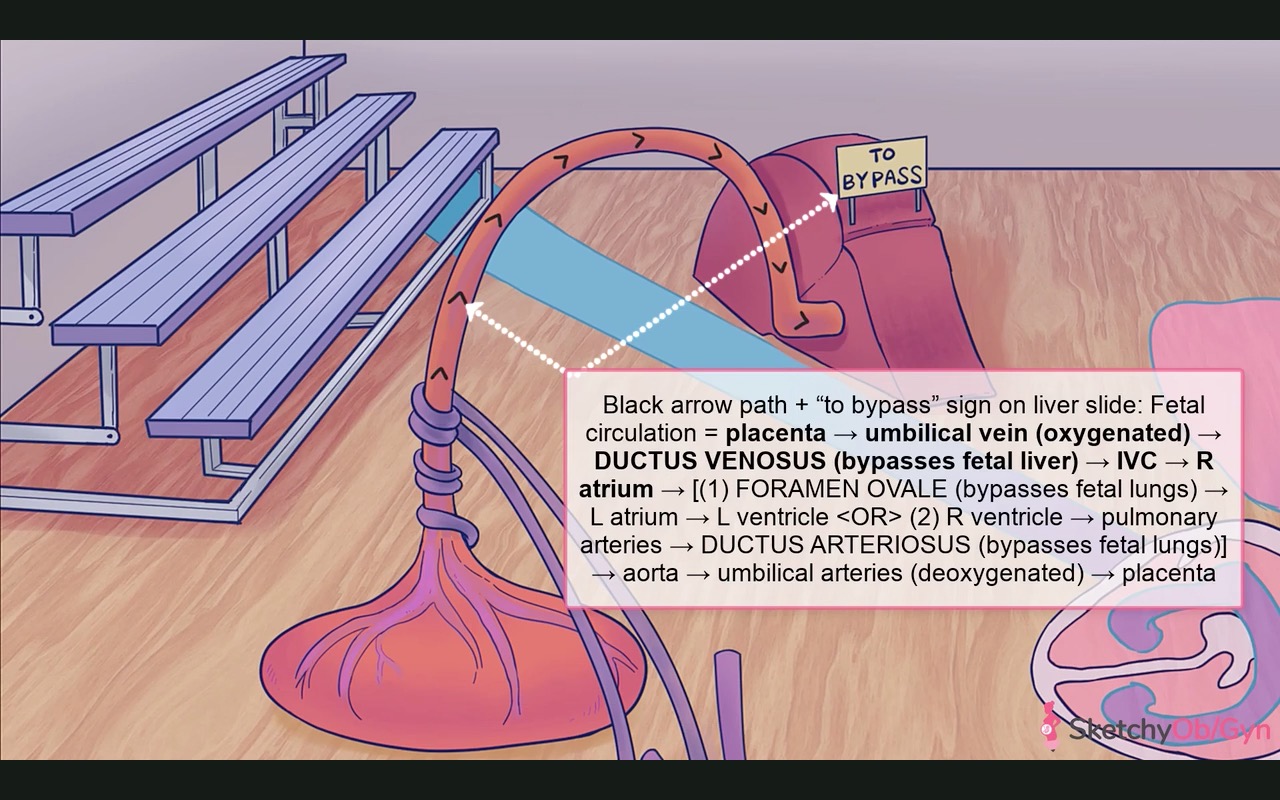 TO
BYPASS
Black arrow path + “to bypass” sign on liver slide: Fetal
circulation = placenta → umbilical vein (oxygenated) →
DUCTUS VENOSUS (bypasses fetal liver) → IVC → R
atrium → [(1) FORAMEN OVALE (bypasses fetal lungs) →
L atrium → L ventricle <OR> (2) R ventricle → pulmonary
arteries → DUCTUS ARTERIOSUS (bypasses fetal lungs)]
→ aorta → umbilical arteries (deoxygenated) → placenta
SketchyOb/Gyn